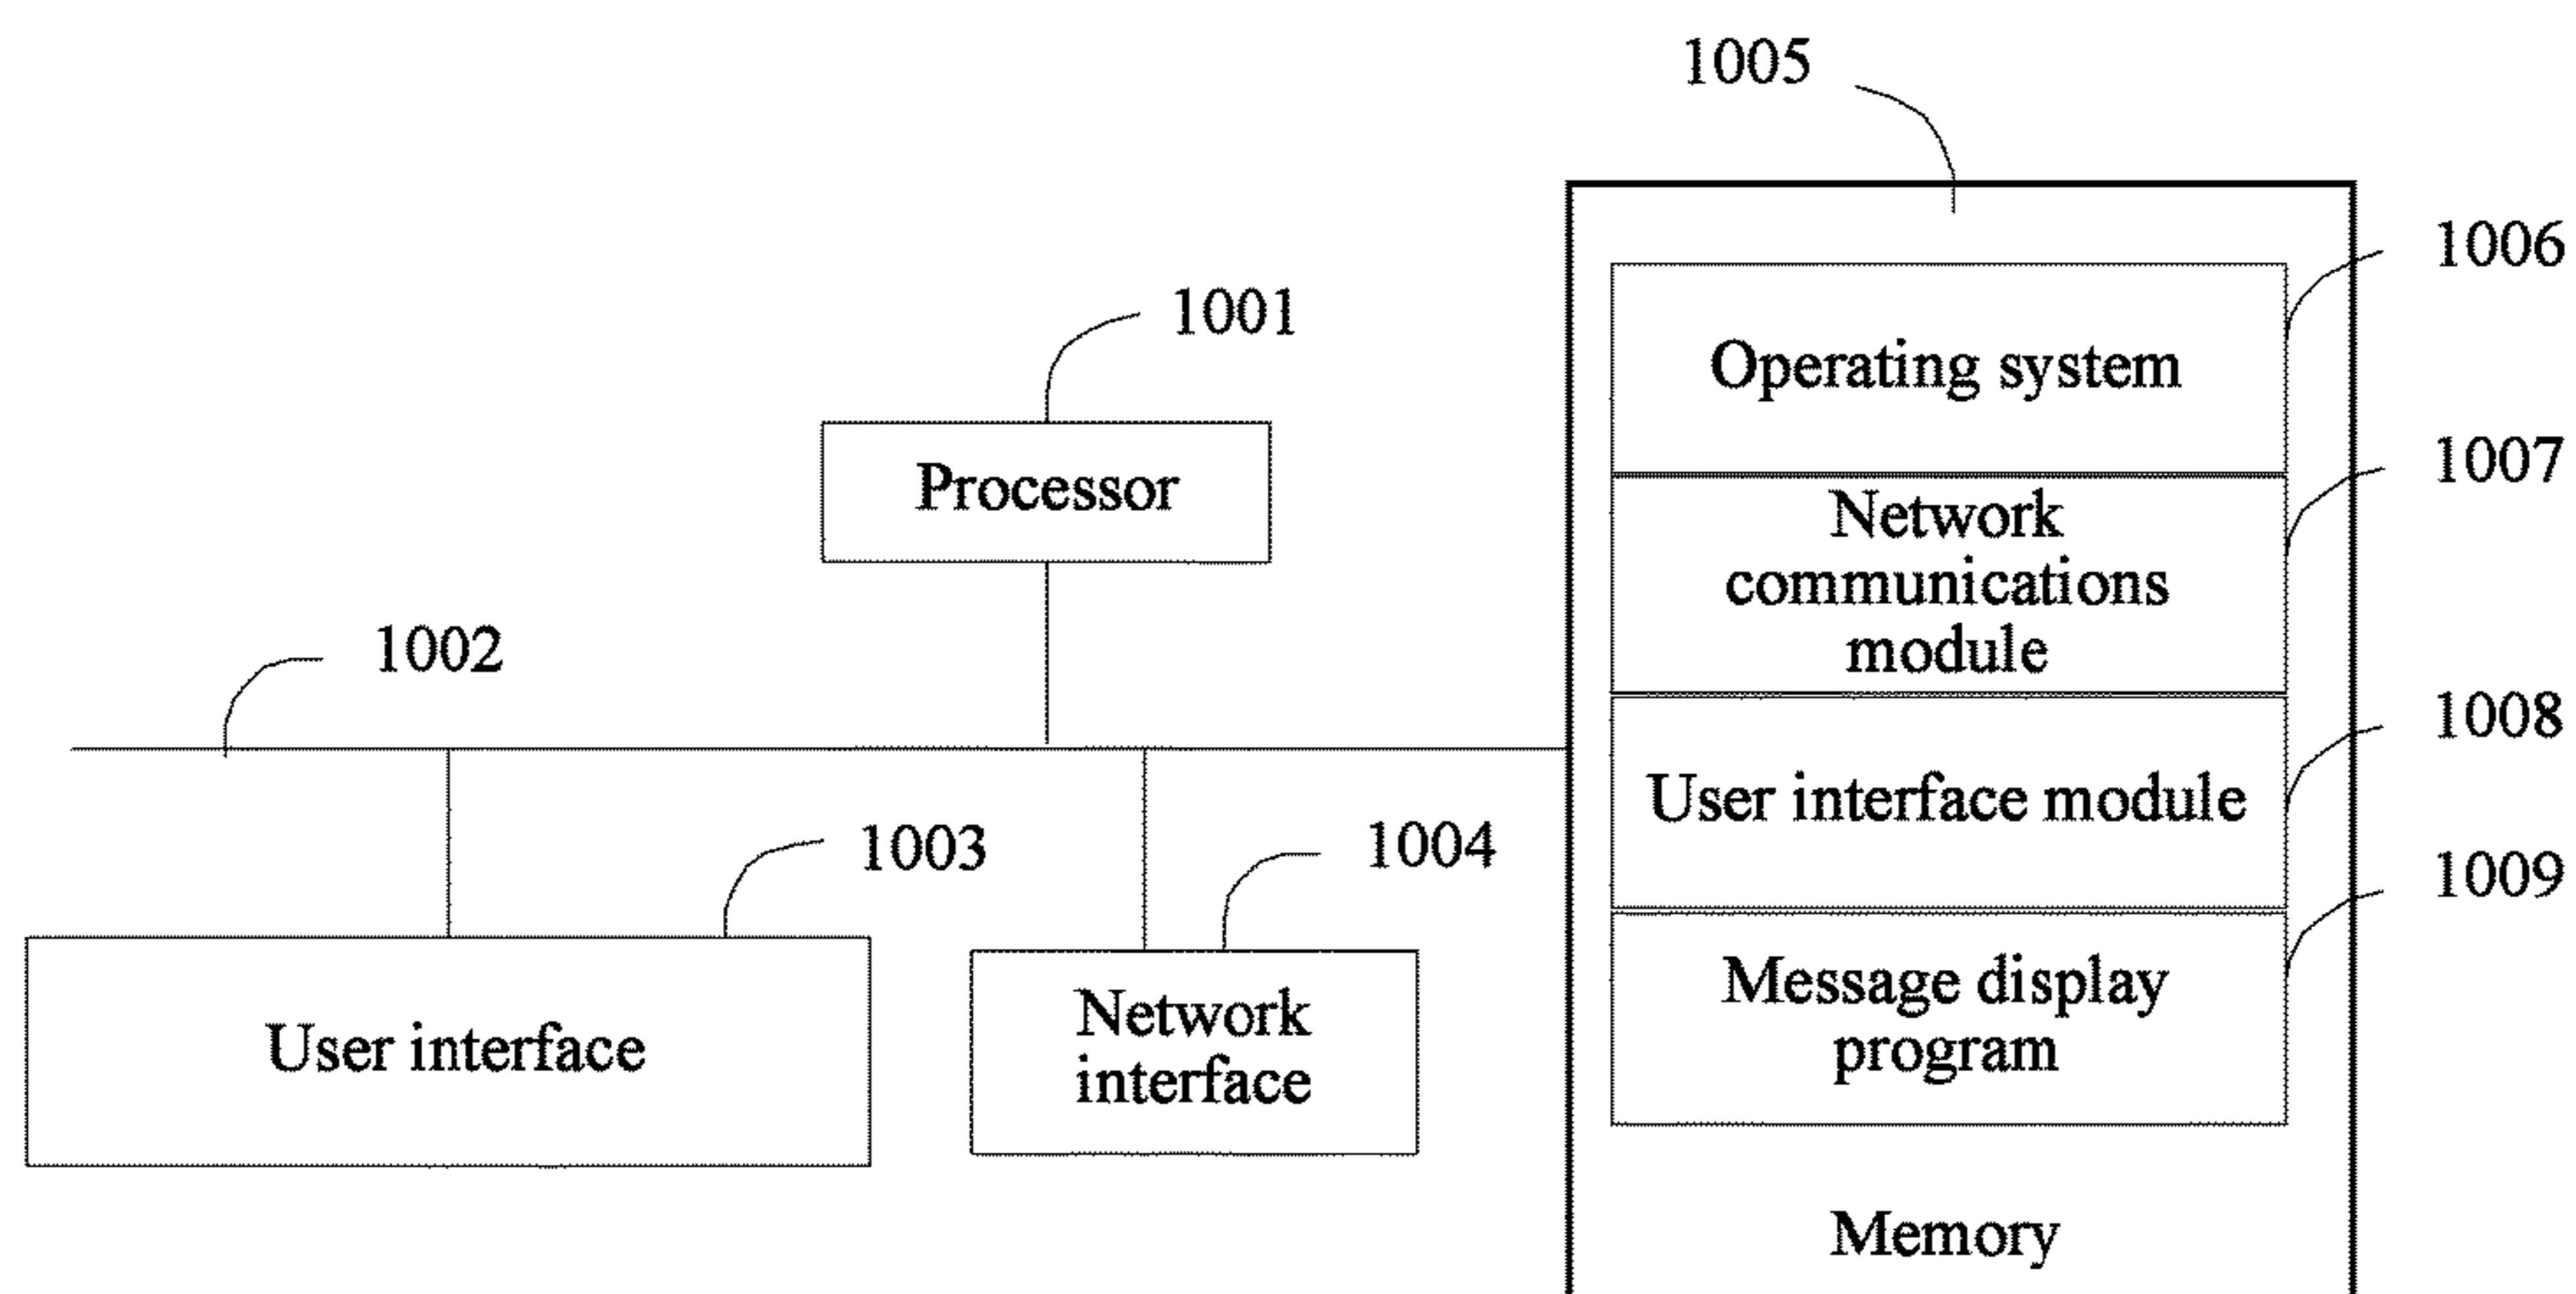 1005
1006
1001
Operating system
1007
Processor
Network
communications
module
1002
1008
User interface module
1003
1004
1009
Message display
program
Network
interface
User interface
Memory